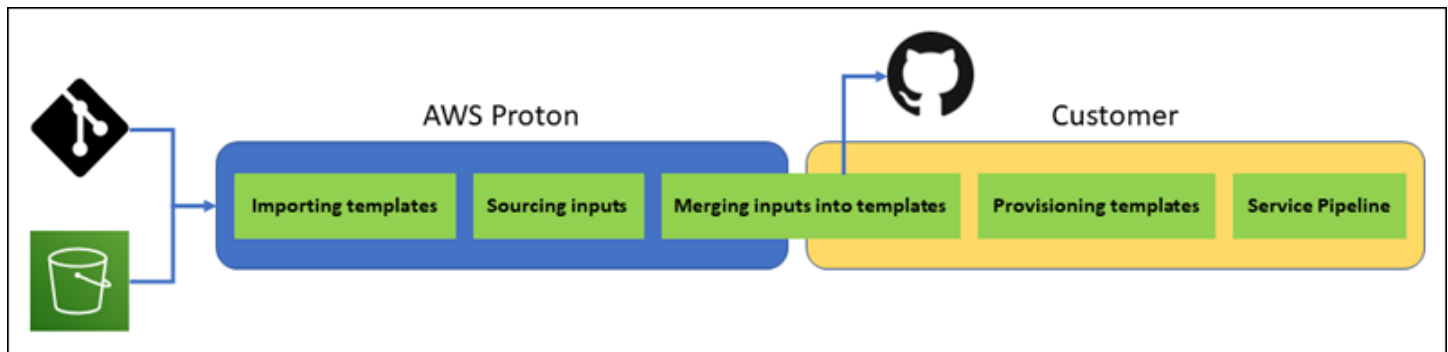 AWS Proton
Customer
Importing templates
Sourcing inputs
Merging inputs into templates
Provisioning templates
Service Pipeline